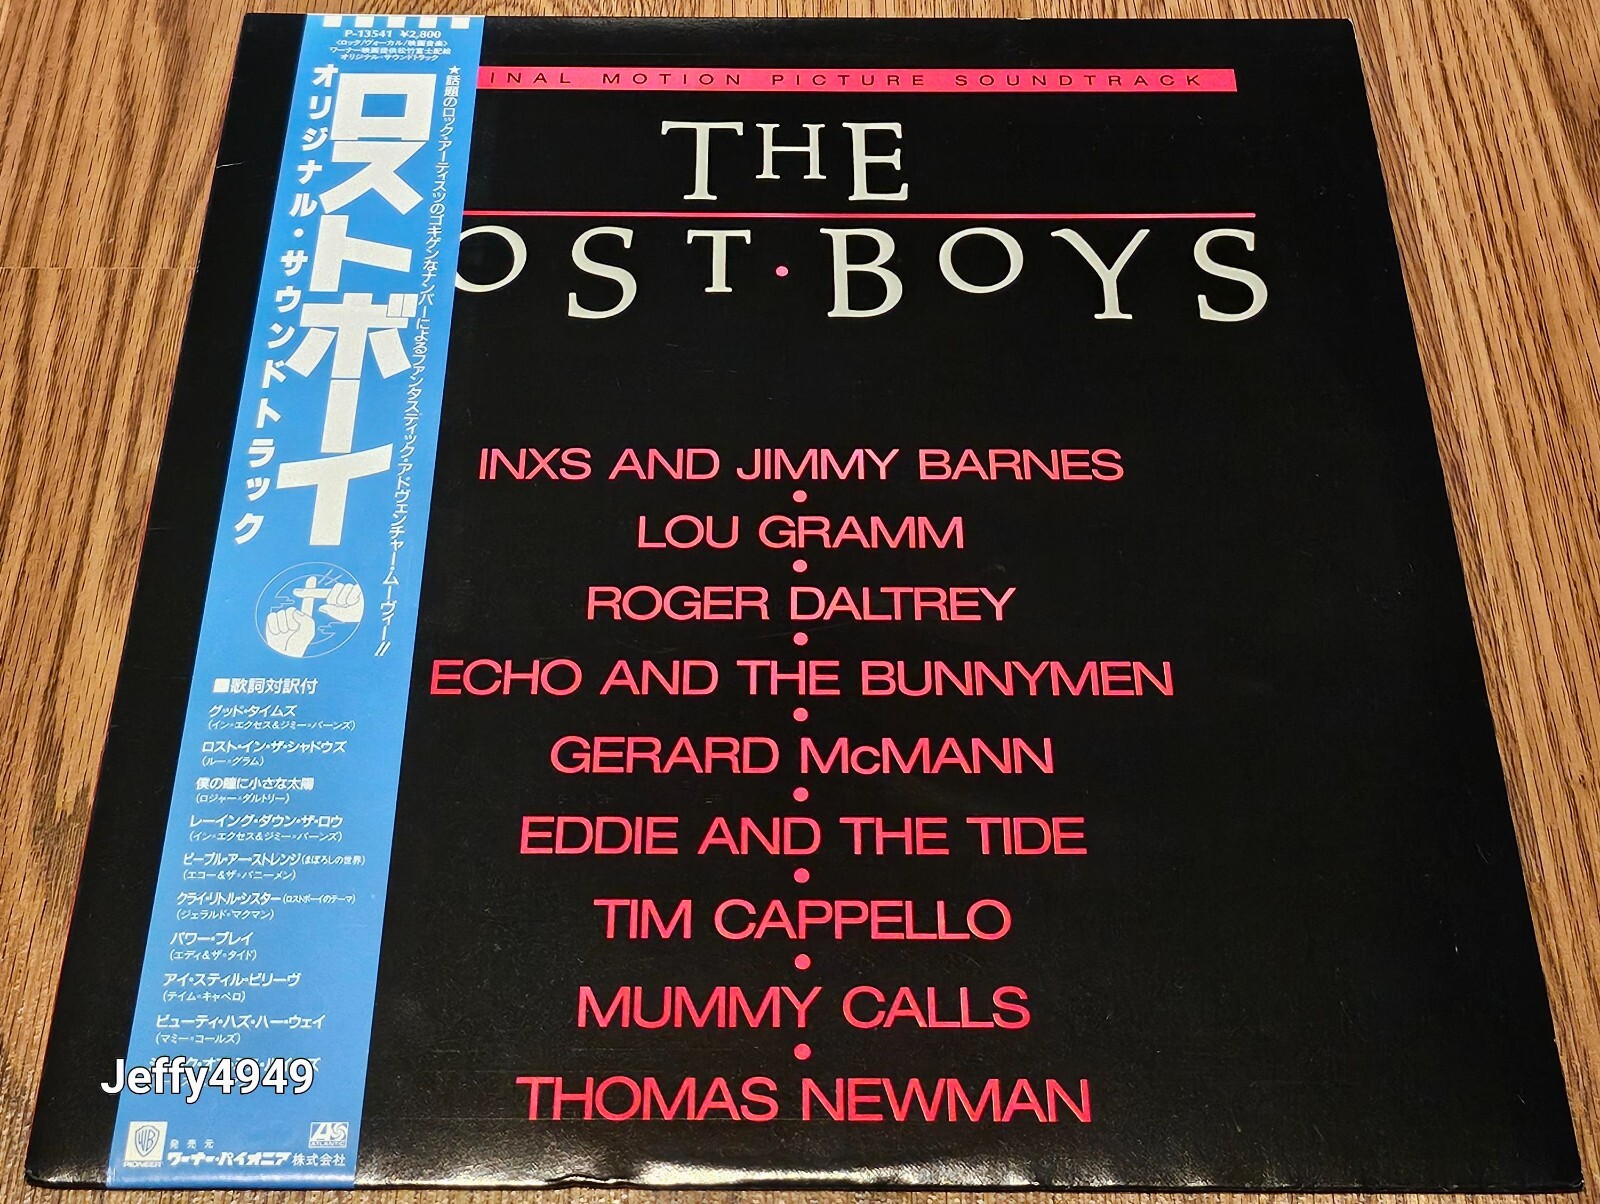 P-13541 ¥2,800
〈ロック/ヴォーカル/映画音楽〉
ワーナー映画提供松竹富士配給
オリジナル・サウンドトラック
★話題のロック・アーティスツのゴキゲンなナンバーによるファンタスティック・アドヴェンチャー・ムーヴィー!!
ロストボーイ
オリジナル・サウンドトラック
INAL MOTION PICTURE SOUNDTRACK
THE
OST·BOYS
INXS AND JIMMY BARNES
•
LOU GRAMM
•
ROGER DALTREY
•
ECHO AND THE BUNNYMEN
•
GERARD McMANN
•
EDDIE AND THE TIDE
•
TIM CAPPELLO
•
MUMMY CALLS
•
THOMAS NEWMAN
■歌詞対訳付
グッド・タイムズ
(イン・エクセス&ジミー・バーンズ)
ロスト・イン・ザ・シャドウズ
(ルー・グラム)
僕の瞳に小さな太陽
(ロジャー・ダルトリー)
レーイング・ダウン・ザ・ロウ
(イン・エクセス&ジミー・バーンズ)
ピープル・アー・ストレンジ(まぼろしの世界)
(エコー&ザ・バニーメン)
クライ・リトル・シスター(ロストボーイのテーマ)
(ジェラルド・マクマン)
パワー・プレイ
(エディ&ザ・タイド)
アイ・スティル・ビリーヴ
(ティム・キャペロ)
ビューティ・ハズ・ハー・ウェイ
(マミー・コールズ)
Jeffy4949
WB
PIONEER
発売元
ワーナー・パイオニア株式会社
ATLANTIC